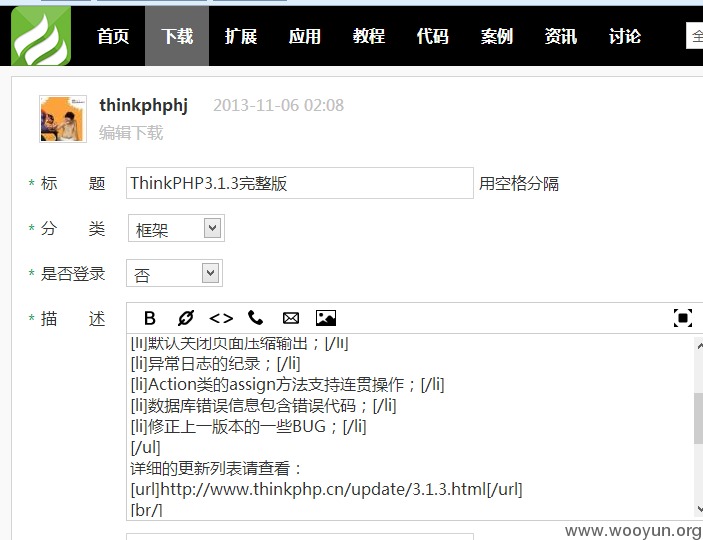 首页 下载 扩展 应用 教程 代码 案例 资讯 讨论 全
thinkphphj 2013-11-06 02:08
编辑下载
* 标 题 ThinkPHP3.1.3完整版 用空格分隔
* 分 类 框架
* 是否登录 否
* 描 述 B <>
[li]默认关闭页面压缩输出；[/li]
[li]异常日志的纪录；[/li]
[li]Action类的assign方法支持连贯操作；[/li]
[li]数据库错误信息包含错误代码；[/li]
[li]修正上一版本的一些BUG；[/li]
[/ul]
详细的更新列表请查看：
[url]http://www.thinkphp.cn/update/3.1.3.html[/url]
[br/]
www.wooyun.org